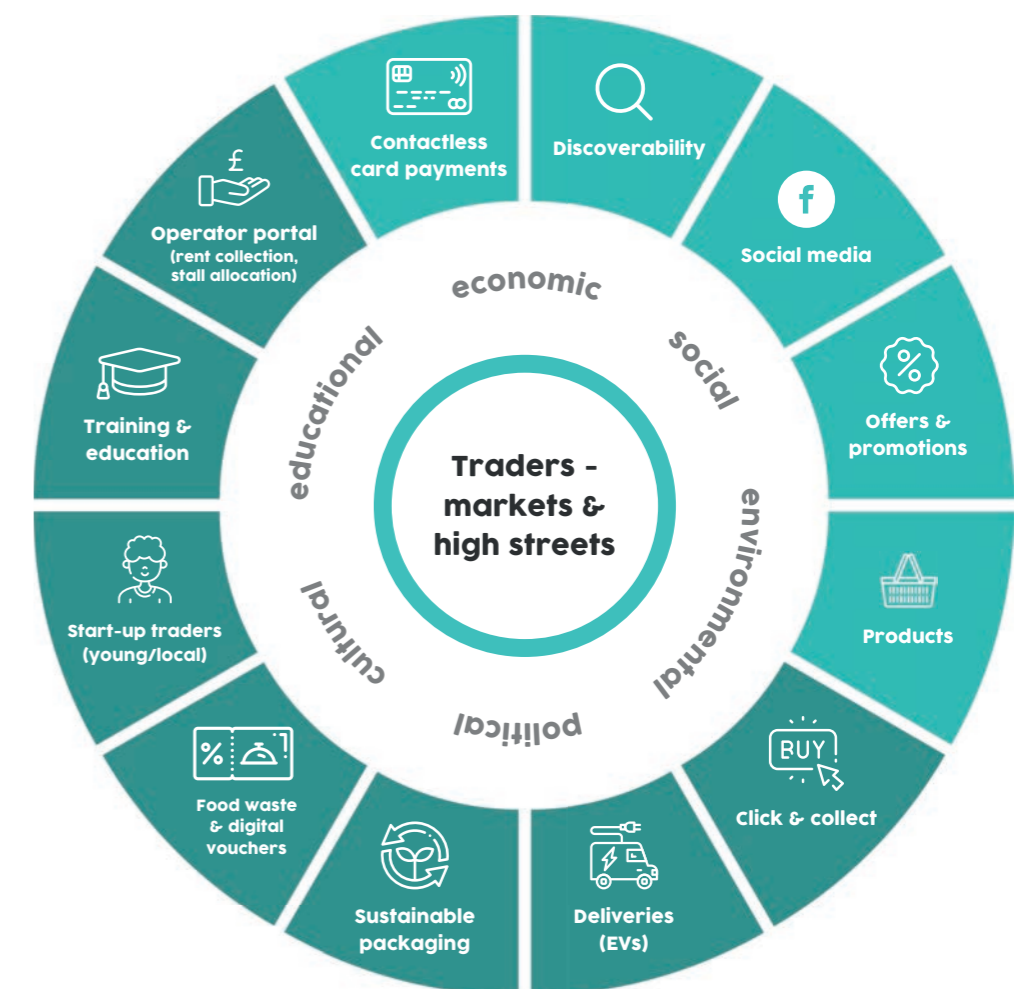 Contactless
card payments
Discoverability
Social media
Offers &
promotions
Products
BUY
Click & collect
Deliveries
(EVs)
Sustainable
packaging
%
Food waste
& digital
vouchers
Start-up traders
(young/local)
Training &
education
£
Operator portal
(rent collection,
stall allocation)
f
%
economic
social
environmental
political
cultural
educational
Traders -
markets &
high streets